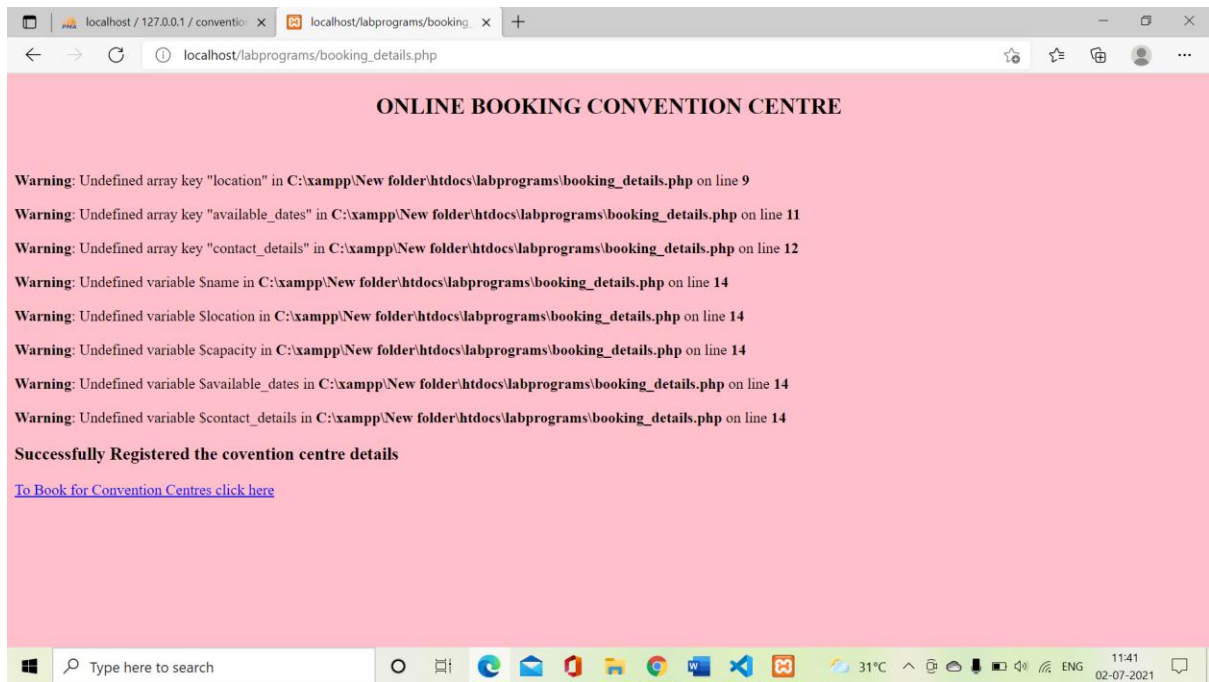 localhost / 127.0.0.1 / convention
localhost/labprograms/booking_
localhost/labprograms/booking_details.php
ONLINE BOOKING CONVENTION CENTRE
Warning: Undefined array key "location" in C:\xampp\New folder\htdocs\labprograms\booking_details.php on line 9
Warning: Undefined array key "available_dates" in C:\xampp\New folder\htdocs\labprograms\booking_details.php on line 11
Warning: Undefined array key "contact_details" in C:\xampp\New folder\htdocs\labprograms\booking_details.php on line 12
Warning: Undefined variable $name in C:\xampp\New folder\htdocs\labprograms\booking_details.php on line 14
Warning: Undefined variable $location in C:\xampp\New folder\htdocs\labprograms\booking_details.php on line 14
Warning: Undefined variable $capacity in C:\xampp\New folder\htdocs\labprograms\booking_details.php on line 14
Warning: Undefined variable $available_dates in C:\xampp\New folder\htdocs\labprograms\booking_details.php on line 14
Warning: Undefined variable $contact_details in C:\xampp\New folder\htdocs\labprograms\booking_details.php on line 14
Successfully Registered the covention centre details
To Book for Convention Centres click here
Type here to search
31°C
ENG
11:41
02-07-2021